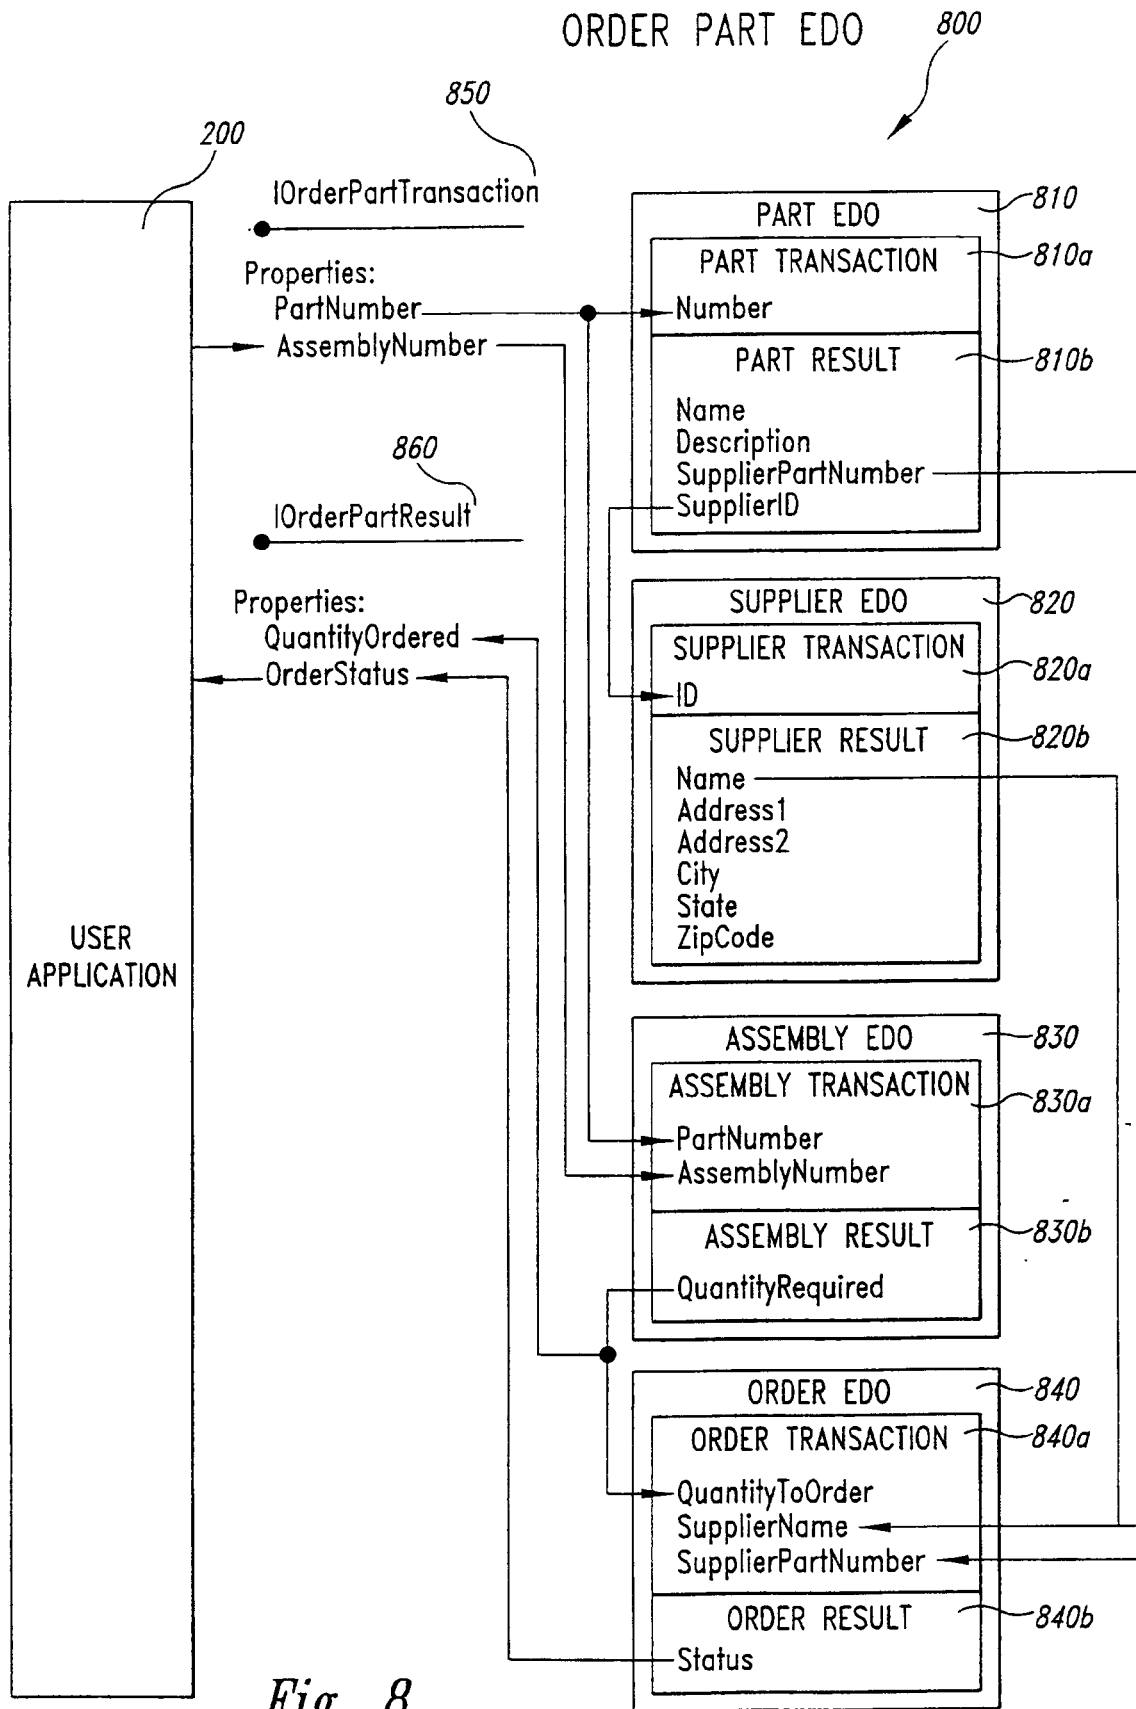 ORDER PART EDO
800
850
200
IOrderPartTransaction
Properties:
PartNumber
AssemblyNumber
860
IOrderPartResult
Properties:
QuantityOrdered
OrderStatus
USER
APPLICATION
PART EDO
810
PART TRANSACTION
810a
Number
PART RESULT
810b
Name
Description
SupplierPartNumber
SupplierID
SUPPLIER EDO
820
SUPPLIER TRANSACTION
820a
ID
SUPPLIER RESULT
820b
Name
Address1
Address2
City
State
ZipCode
ASSEMBLY EDO
830
ASSEMBLY TRANSACTION
830a
PartNumber
AssemblyNumber
ASSEMBLY RESULT
830b
QuantityRequired
ORDER EDO
840
ORDER TRANSACTION
840a
QuantityToOrder
SupplierName
SupplierPartNumber
ORDER RESULT
840b
Status
Fig. 8